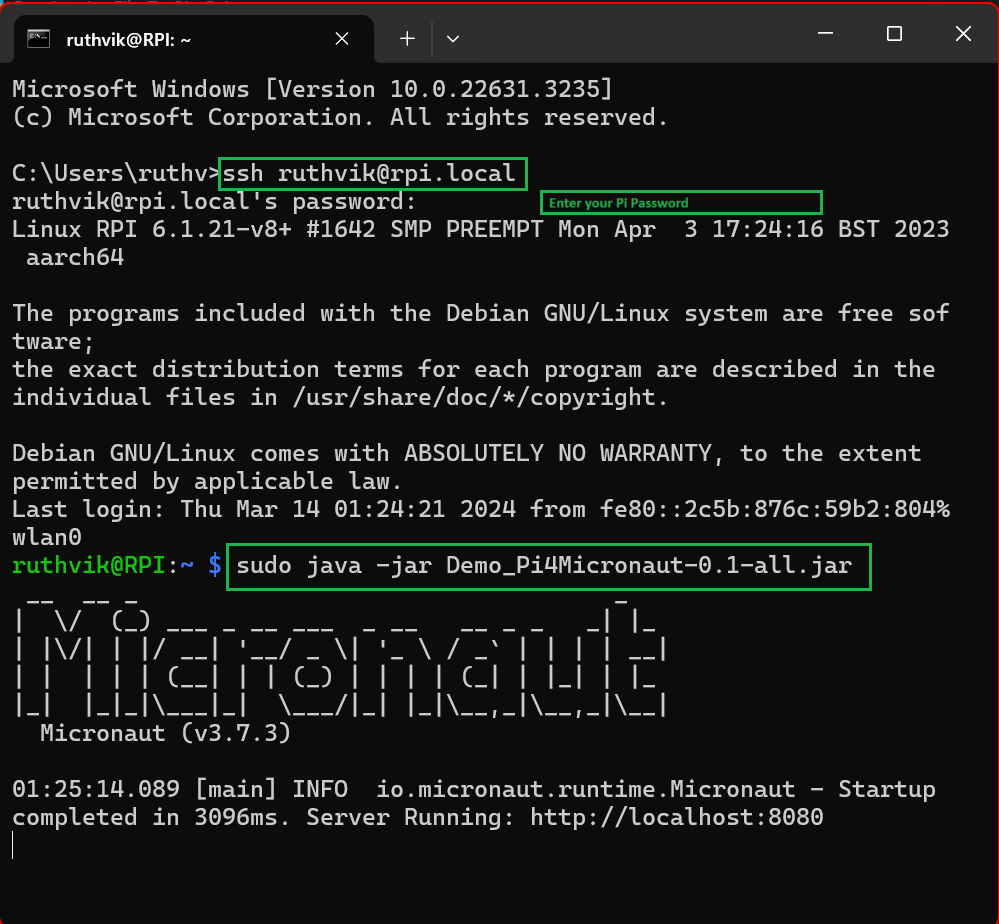 ruthvik@RPI: ~
Microsoft Windows [Version 10.0.22631.3235]
(c) Microsoft Corporation. All rights reserved.
C:\Users\ruthv>ssh ruthvik@rpi.local
ruthvik@rpi.local's password: Enter your Pi Password
Linux RPI 6.1.21-v8+ #1642 SMP PREEMPT Mon Apr  3 17:24:16 BST 2023
 aarch64
The programs included with the Debian GNU/Linux system are free sof
tware;
the exact distribution terms for each program are described in the
individual files in /usr/share/doc/*/copyright.
Debian GNU/Linux comes with ABSOLUTELY NO WARRANTY, to the extent
permitted by applicable law.
Last login: Thu Mar 14 01:24:21 2024 from fe80::2c5b:876c:59b2:804%
wlan0
ruthvik@RPI:~ $ sudo java -jar Demo_Pi4Micronaut-0.1-all.jar
Micronaut
  Micronaut (v3.7.3)
01:25:14.089 [main] INFO  io.micronaut.runtime.Micronaut - Startup
completed in 3096ms. Server Running: http://localhost:8080